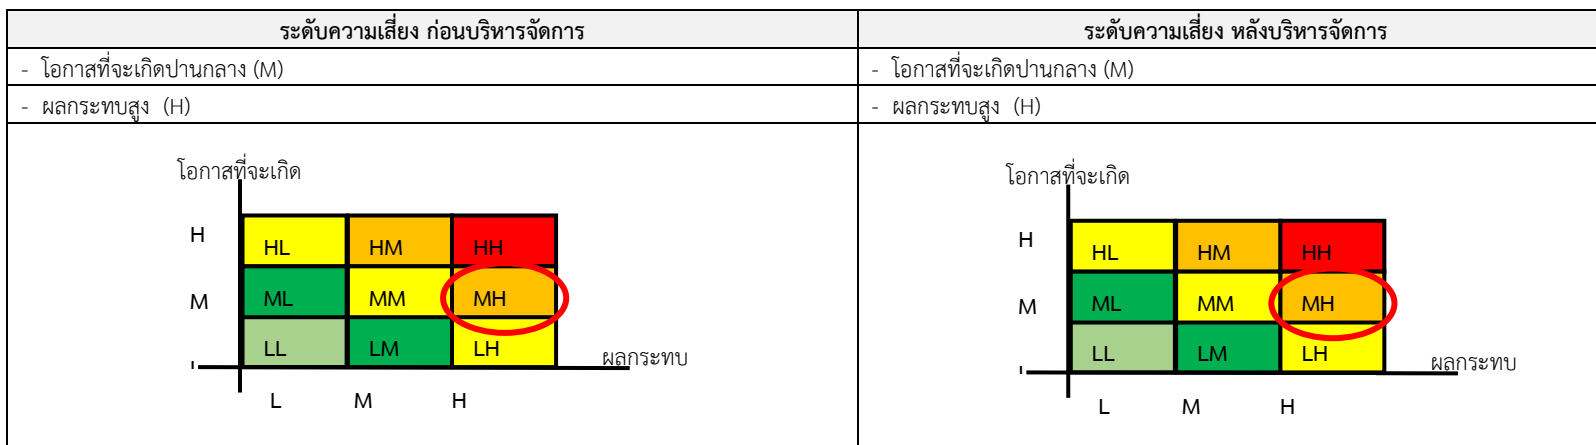 ระดับความเสี่ยง ก่อนบริหารจัดการ
ระดับความเสี่ยง หลังบริหารจัดการ
- โอกาสที่จะเกิดปานกลาง (M)
- โอกาสที่จะเกิดปานกลาง (M)
- ผลกระทบสูง (H)
- ผลกระทบสูง (H)
โอกาสที่จะเกิด
H HL HM HH
M ML MM MH
LL LM LH ผลกระทบ
L M H
โอกาสที่จะเกิด
H HL HM HH
M ML MM MH
LL LM LH ผลกระทบ
L M H